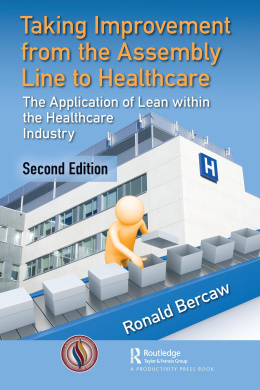 Taking Improvement
from the Assembly
Line to Healthcare
The Application of Lean within
the Healthcare
Industry
Second Edition
H
Ronald Bercaw
Routledge
Taylor & Francis Group
A PRODUCTIVITY PRESS BOOK